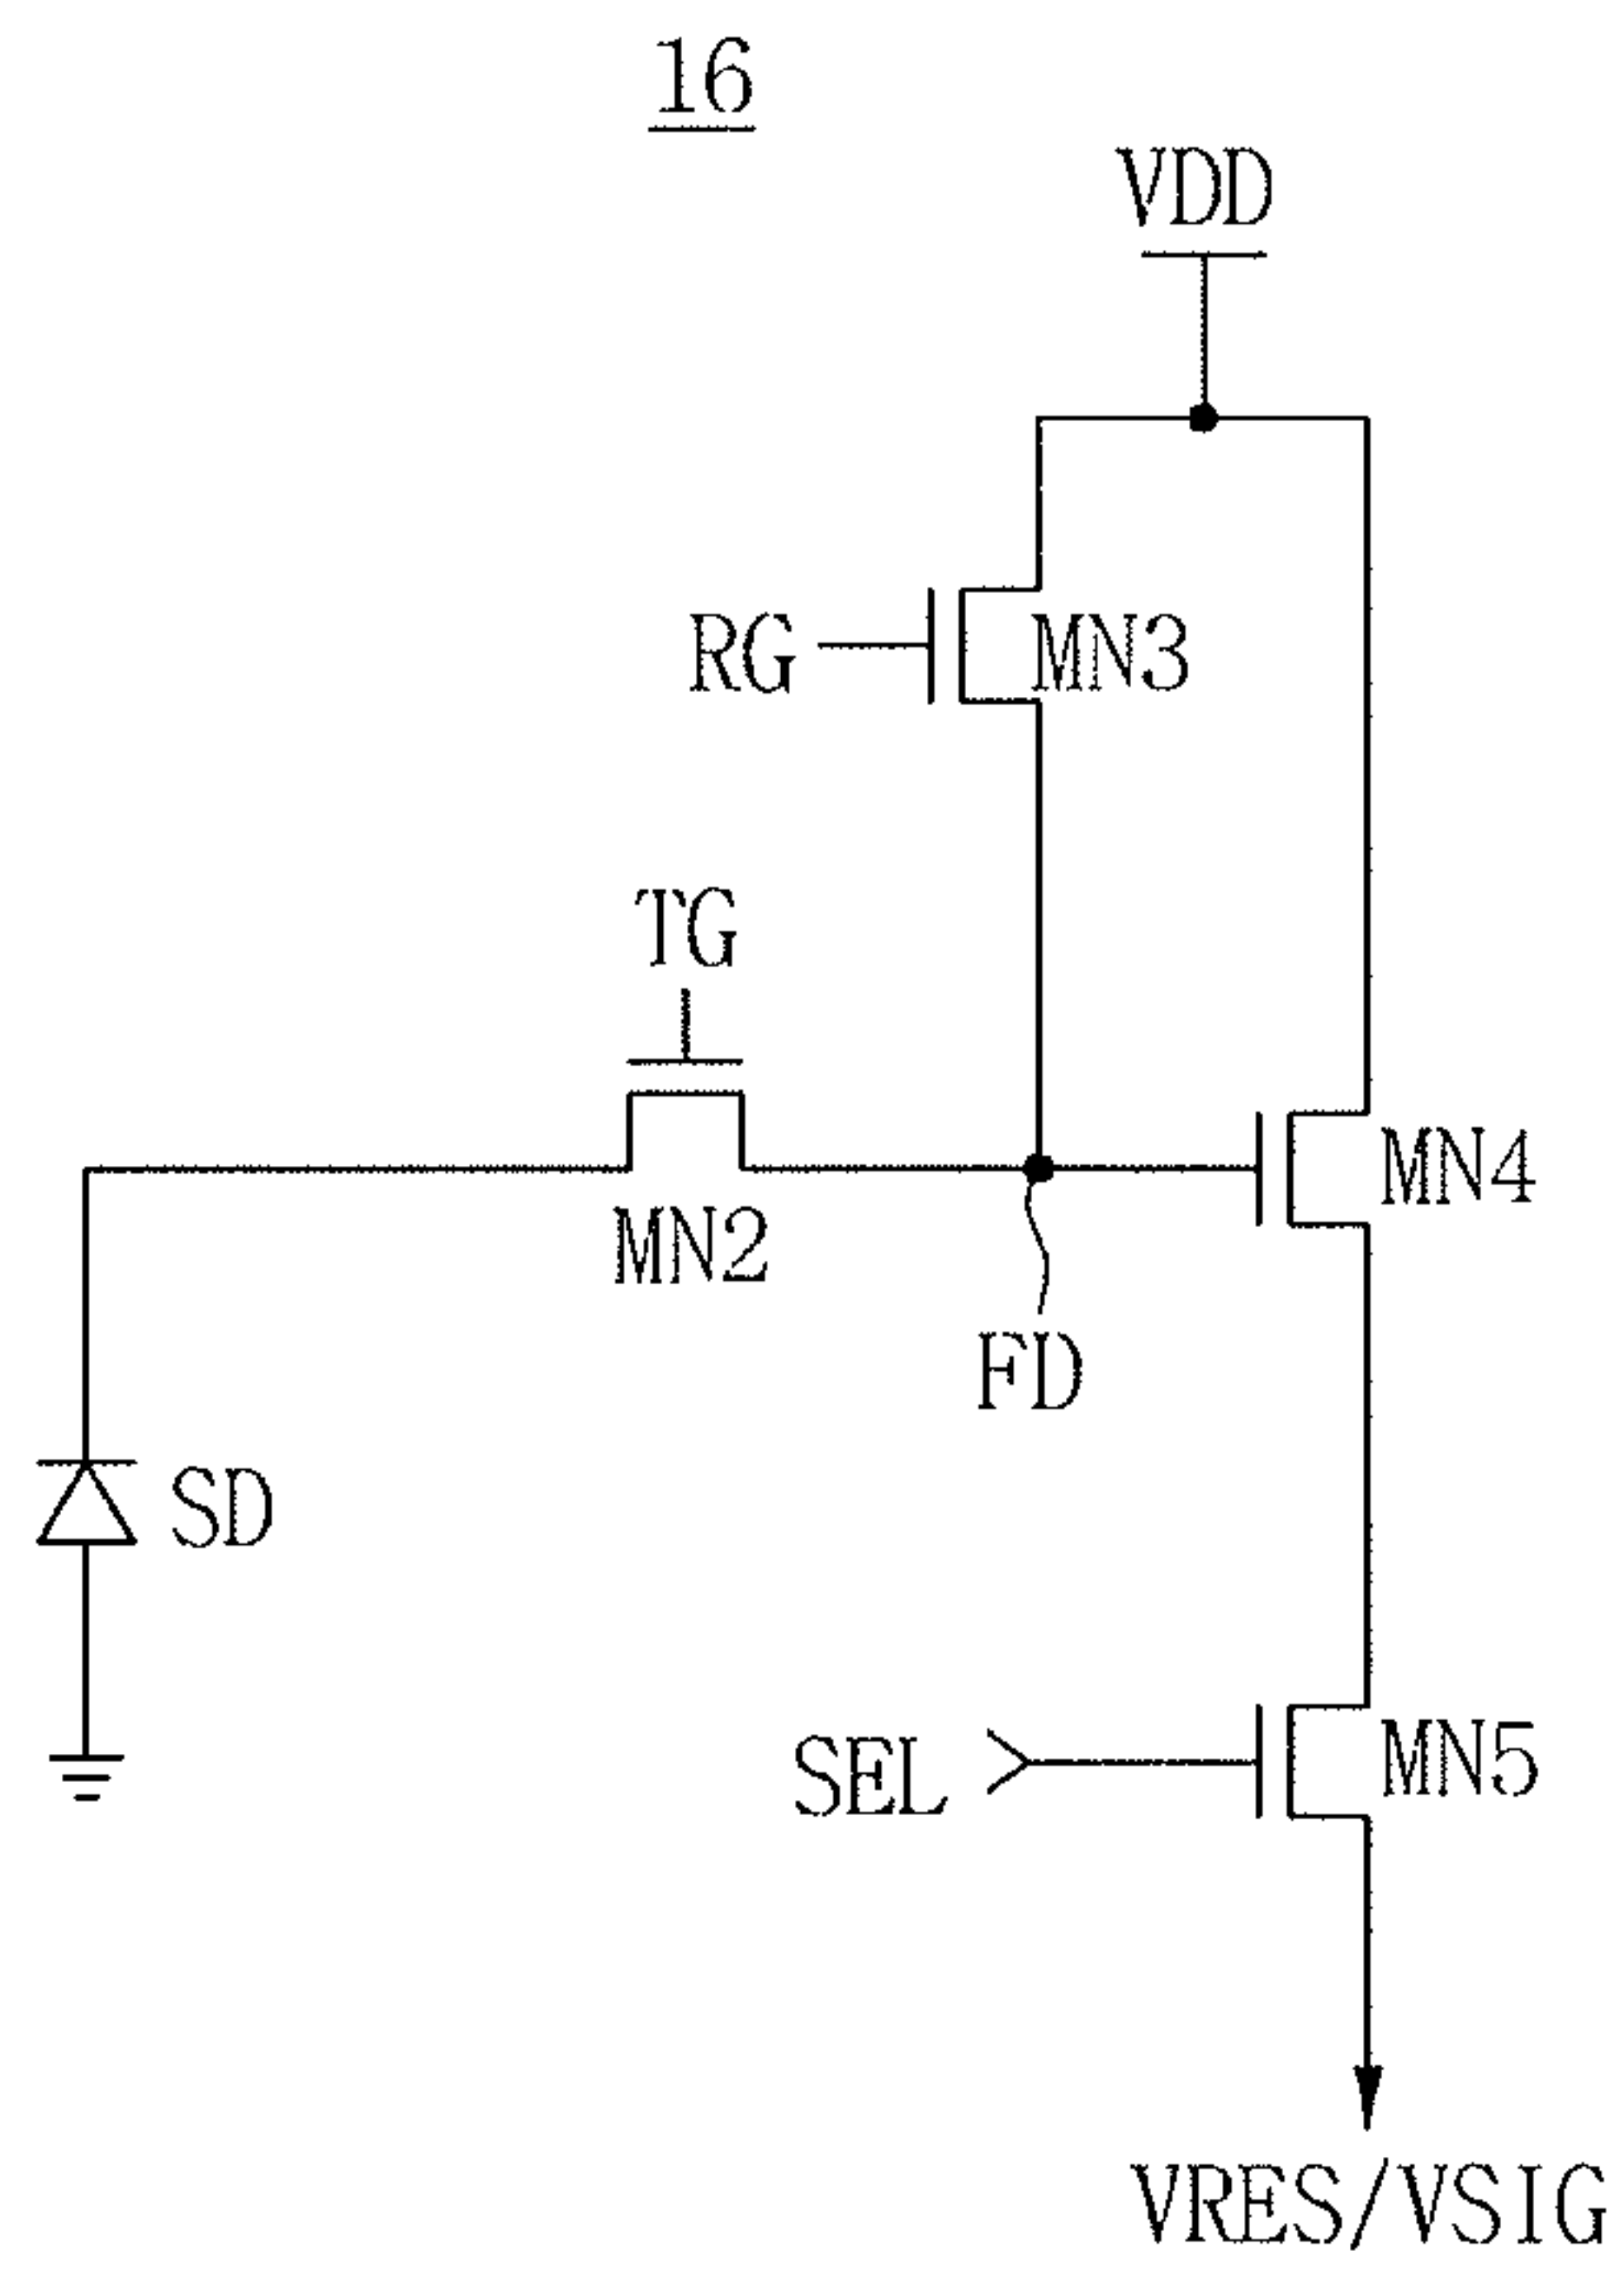 16
VDD
RG
MN3
TG
MN4
MN2
FD
SD
SEL
MN5
VRES/VSIG